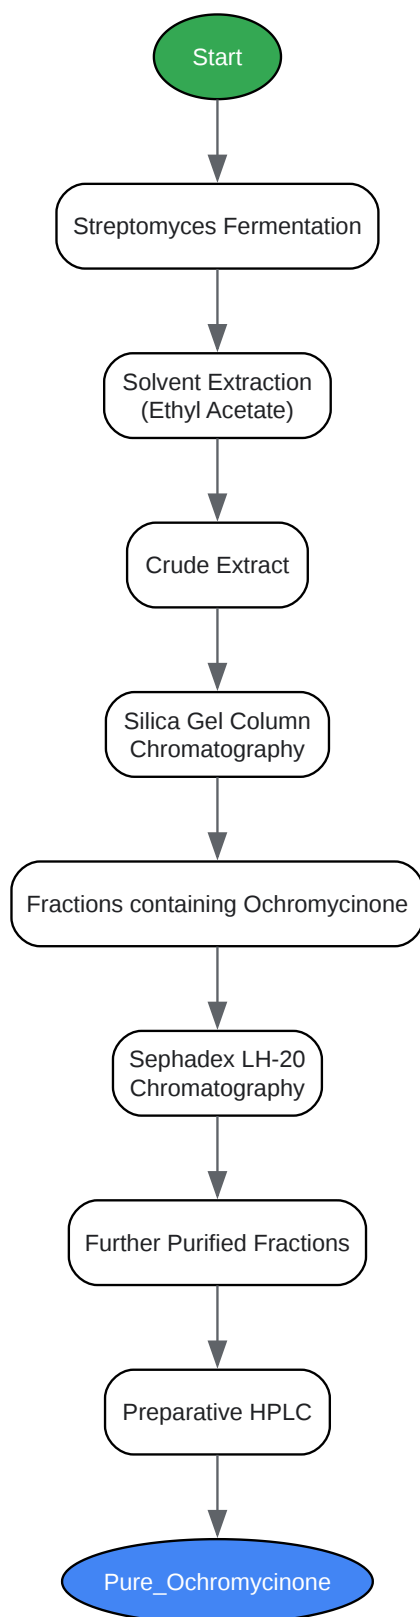 Start
Streptomyces Fermentation
Solvent Extraction
(Ethyl Acetate)
Crude Extract
Silica Gel Column
Chromatography
Fractions containing Ochromycinone
Sephadex LH-20
Chromatography
Further Purified Fractions
Preparative HPLC
Pure_Ochromycinone